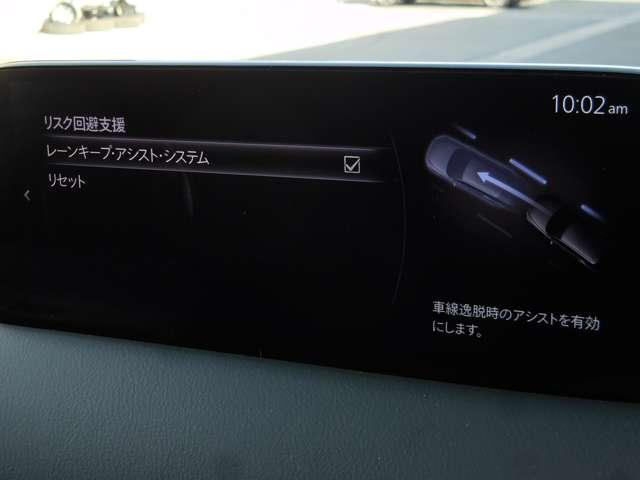 10:02am
リスク回避支援
レーンキープ・アシスト・システム
リセット
車線逸脱時のアシストを有効
にします。